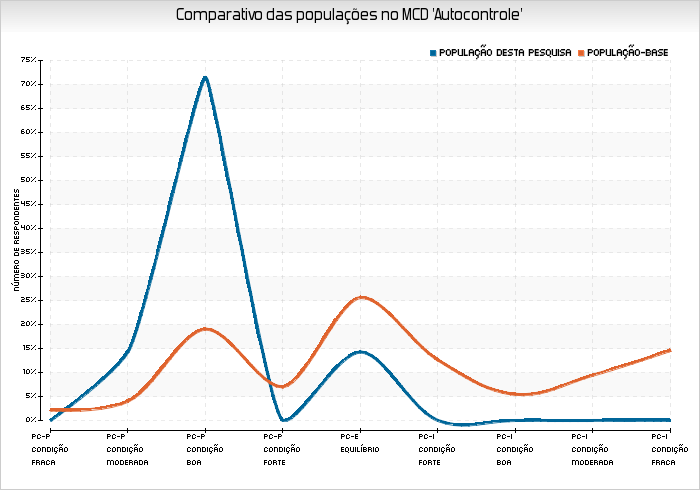 Comparativo das populações no MCD 'Autocontrole'
POPULAÇÃO DESTA PESQUISA POPULAÇÃO-BASE
75%
70%
65%
60%
55%
50%
45%
40%
35%
30%
25%
20%
15%
10%
5%
0%
NÚMERO DE RESPONDENTES
PC-P PC-P PC-P PC-P PC-E PC-I PC-I PC-I PC-I
CONDIÇÃO CONDIÇÃO CONDIÇÃO CONDIÇÃO EQUILÍBRIO CONDIÇÃO CONDIÇÃO CONDIÇÃO CONDIÇÃO
FRACA MODERADA BOA FORTE FORTE BOA MODERADA FRACA